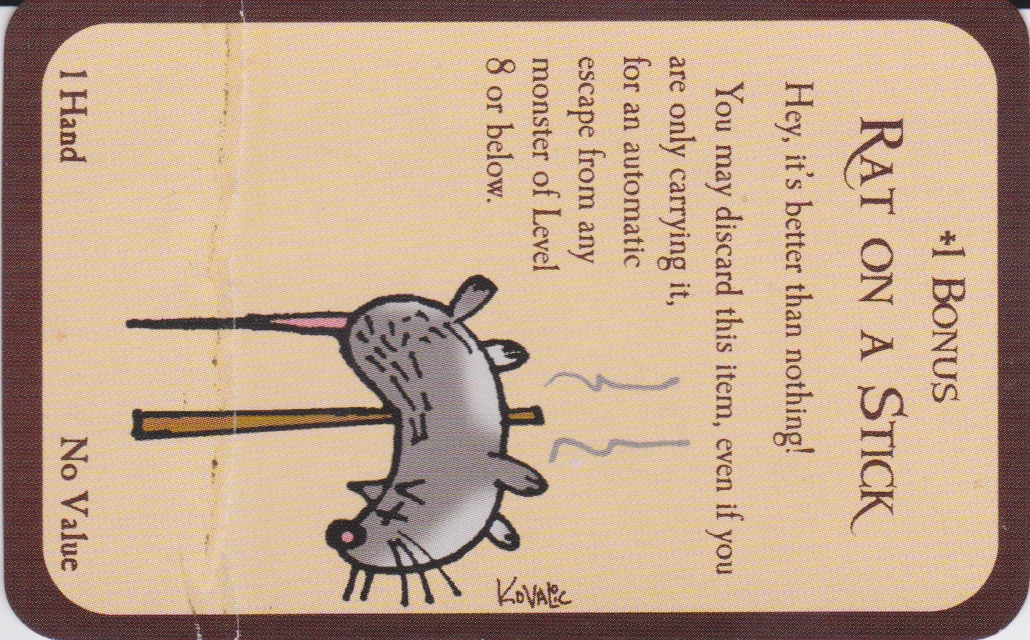 +1 BONUS
RAT ON A STICK
Hey, it's better than nothing!
You may discard this item, even if you
are only carrying it,
for an automatic
escape from any
monster of Level
8 or below.
KOVALIC
1 Hand No Value